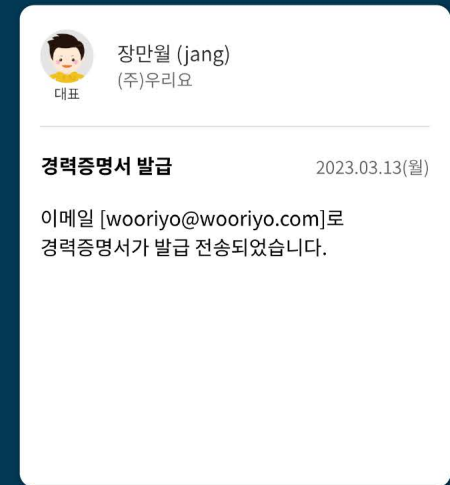 장만월 (jang)
(주)우리요
대표
경력증명서 발급
2023.03.13(월)
이메일 [wooriyo@wooriyo.com]로
경력증명서가 발급 전송되었습니다.